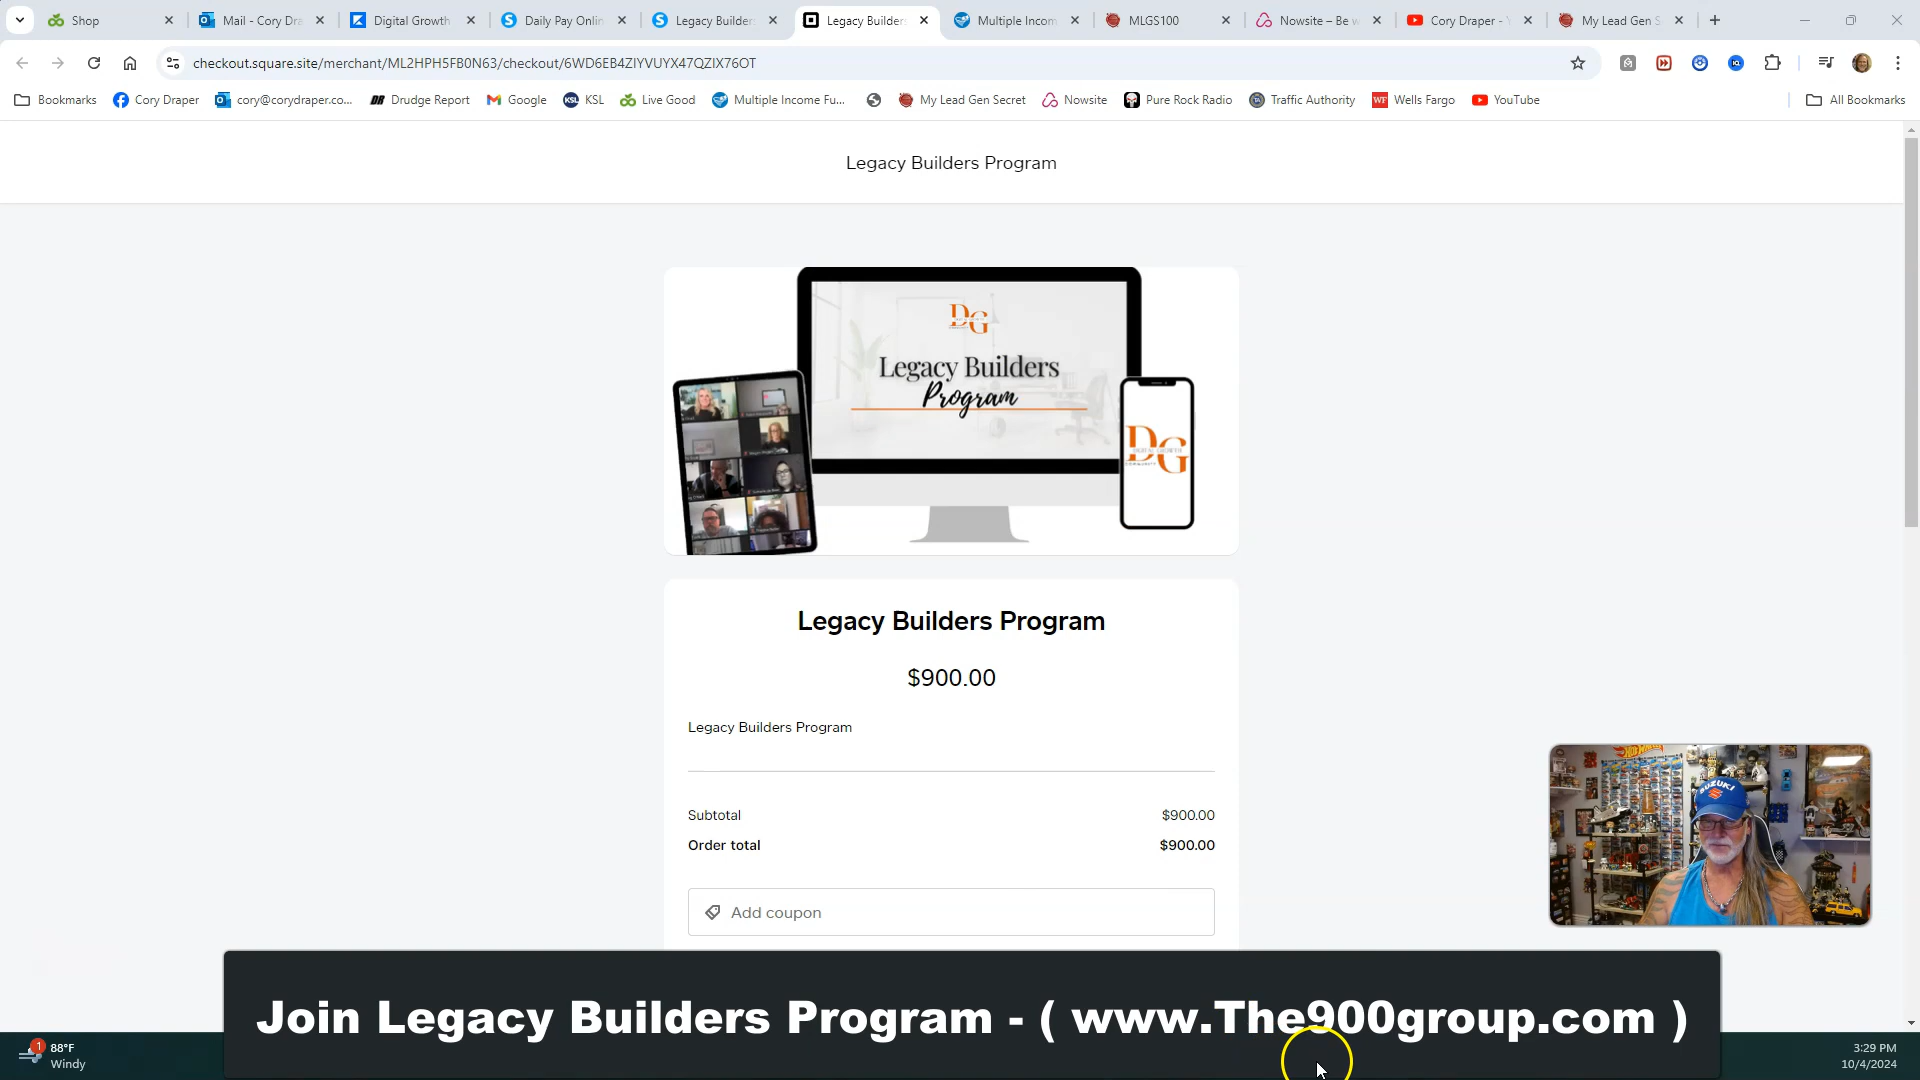 Shop
Mail - Cory Dra
Digital Growth
Daily Pay Onlin
Legacy Builder
Legacy Builder
Multiple Incom
MLGS100
Nowsite – Be w
Cory Draper -
My Lead Gen S
checkout.square.site/merchant/ML2HPH5FB0N63/checkout/6WD6EB4ZIYVUYX47QZIX76OT
Bookmarks
Cory Draper
cory@corydraper.co...
Drudge Report
Google
KSL
Live Good
Multiple Income Fu...
My Lead Gen Secret
Nowsite
Pure Rock Radio
Traffic Authority
Wells Fargo
YouTube
All Bookmarks
Legacy Builders Program
DG
Legacy Builders
Program
DG
Legacy Builders Program
$900.00
Legacy Builders Program
Subtotal $900.00
Order total $900.00
Add coupon
SUZUKI
Join Legacy Builders Program - ( www.The900group.com )
1
88°F
Windy
3:29 PM
10/4/2024